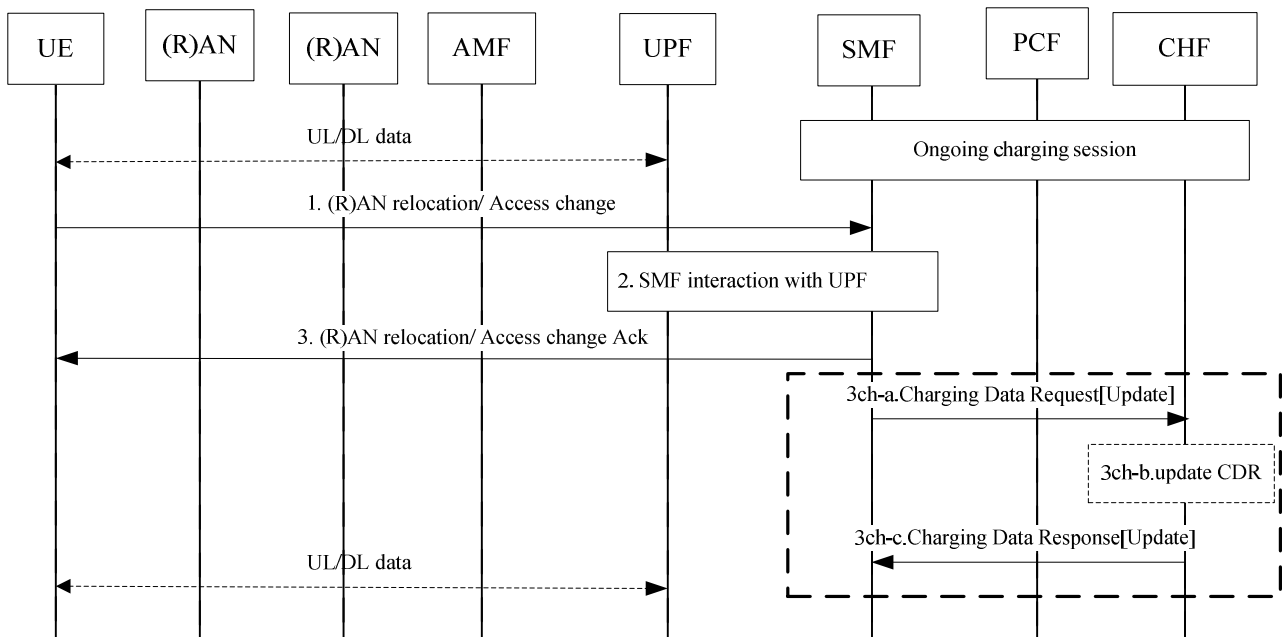 UE
(R)AN
(R)AN
AMF
UPF
SMF
PCF
CHF
UL/DL data
Ongoing charging session
1. (R)AN relocation/ Access change
2. SMF interaction with UPF
3. (R)AN relocation/ Access change Ack
3ch-a.Charging Data Request[Update]
3ch-b.update CDR
3ch-c.Charging Data Response[Update]
UL/DL data